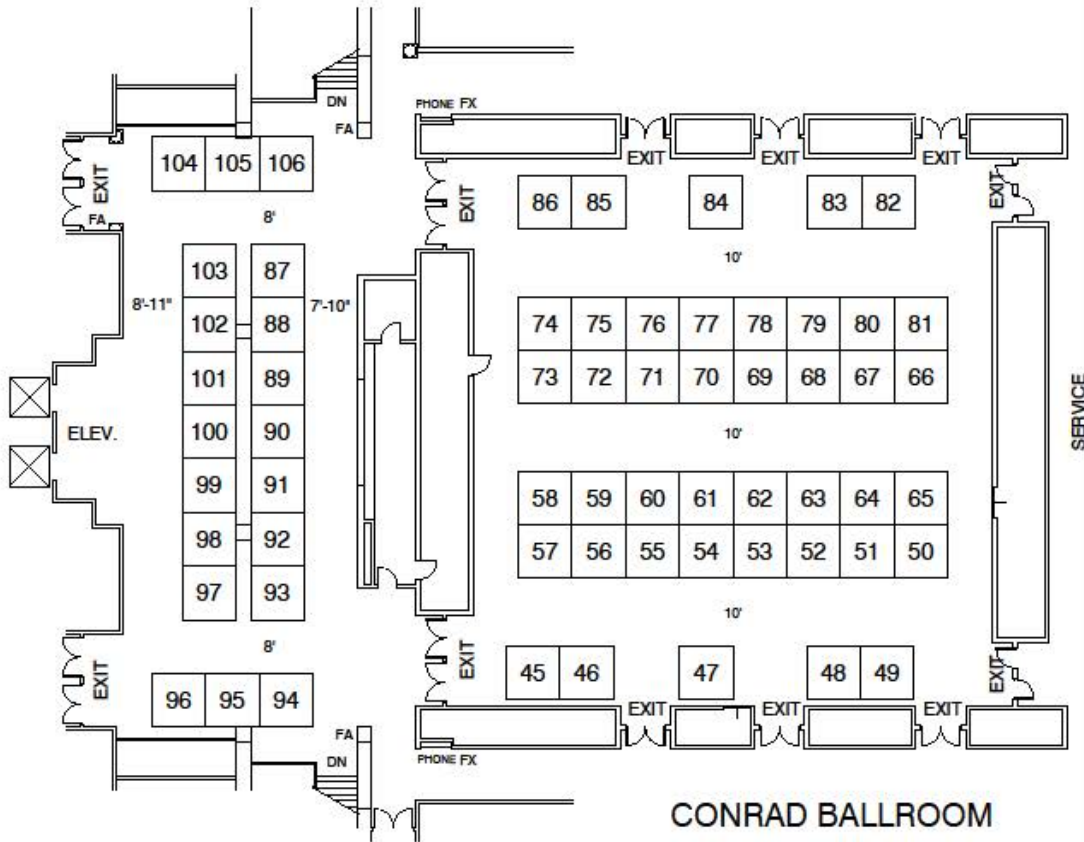 DN
PHONE FX
FA
104 105 106
EXIT EXIT EXIT
EXIT
EXIT
EXIT
86 85 84 83 82
FA
8'
10'
103 87
8'-11" 7'-10"
102 88
74 75 76 77 78 79 80 81
101 89
73 72 71 70 69 68 67 66
ELEV.
100 90
10'
SERVICE
99 91
58 59 60 61 62 63 64 65
98 92
57 56 55 54 53 52 51 50
97 93
10'
8'
EXIT
EXIT
EXIT
45 46 47 48 49
96 95 94
EXIT EXIT EXIT
FA
DN
PHONE FX
CONRAD BALLROOM